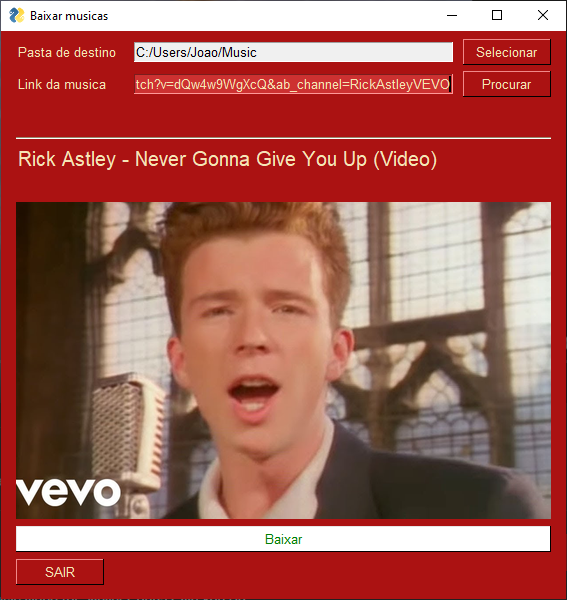 Baixar musicas
Pasta de destino C:/Users/Joao/Music Selecionar
Link da musica tch?v=dQw4w9WgXcQ&ab_channel=RickAstleyVEVO Procurar
Rick Astley - Never Gonna Give You Up (Video)
vevo
Baixar
SAIR